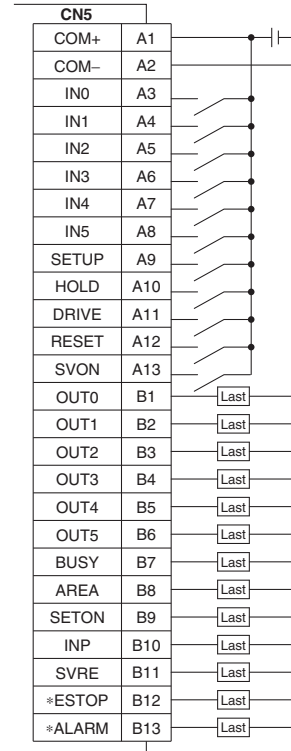 CN5
COM+ A1
COM− A2
IN0 A3
IN1 A4
IN2 A5
IN3 A6
IN4 A7
IN5 A8
SETUP A9
HOLD A10
DRIVE A11
RESET A12
SVON A13
OUT0 B1 Last
OUT1 B2 Last
OUT2 B3 Last
OUT3 B4 Last
OUT4 B5 Last
OUT5 B6 Last
BUSY B7 Last
AREA B8 Last
SETON B9 Last
INP B10 Last
SVRE B11 Last
*ESTOP B12 Last
*ALARM B13 Last